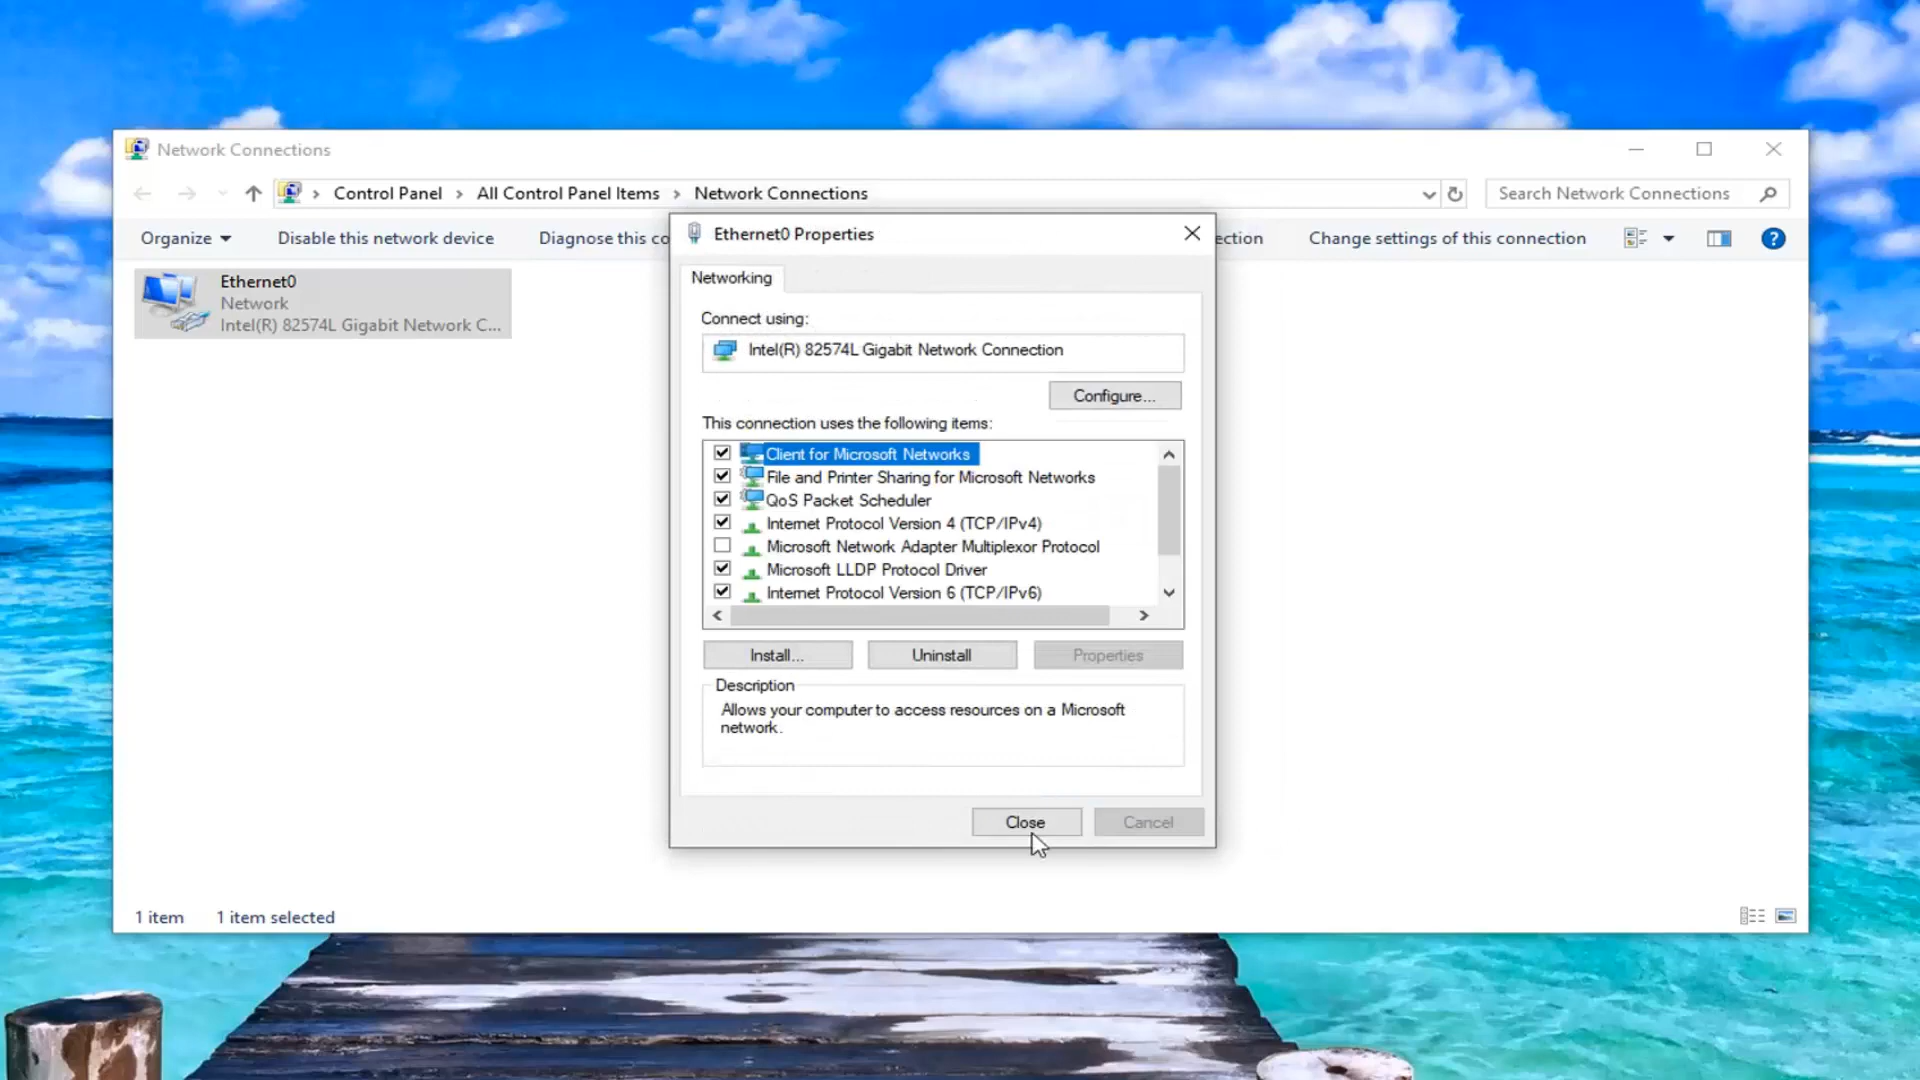 Network Connections
Control Panel > All Control Panel Items > Network Connections
Search Network Connections
Organize
Disable this network device
Diagnose this co
ection
Change settings of this connection
Ethernet0
Network
Intel(R) 82574L Gigabit Network C...
Ethernet0 Properties
Networking
Connect using:
Intel(R) 82574L Gigabit Network Connection
Configure...
This connection uses the following items:
Client for Microsoft Networks
File and Printer Sharing for Microsoft Networks
QoS Packet Scheduler
Internet Protocol Version 4 (TCP/IPv4)
Microsoft Network Adapter Multiplexor Protocol
Microsoft LLDP Protocol Driver
Internet Protocol Version 6 (TCP/IPv6)
Install...
Uninstall
Properties
Description
Allows your computer to access resources on a Microsoft
network.
Close
Cancel
1 item
1 item selected